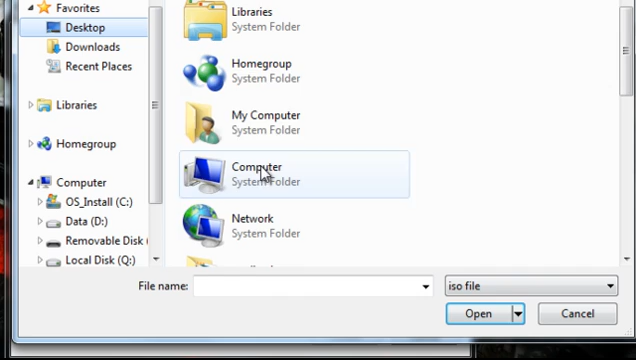 Favorites
Desktop
Downloads
Recent Places
Libraries
Homegroup
Computer
OS_Install (C:)
Data (D:)
Removable Disk (
Local Disk (Q:)
Libraries
System Folder
Homegroup
System Folder
My Computer
System Folder
Computer
System Folder
Network
System Folder
File name:
iso file
Open
Cancel